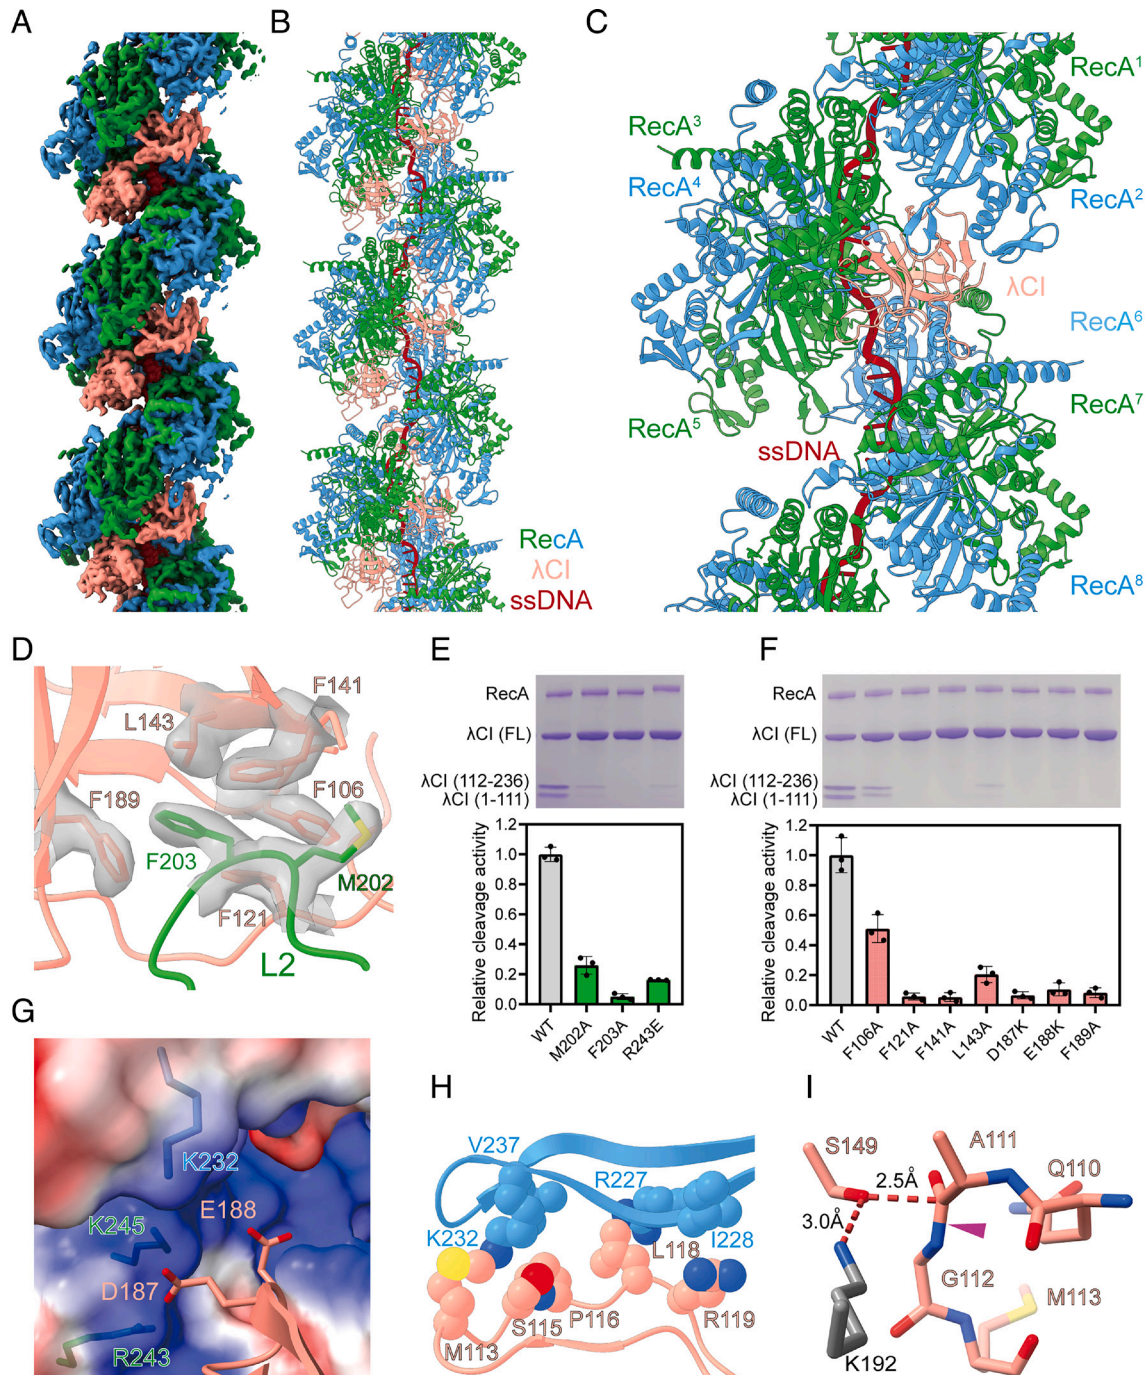 A
B
C
RecA¹
RecA³
RecA⁴
RecA²
λCI
RecA⁶
RecA⁷
RecA⁵
ssDNA
RecA⁸
RecA
λCI
ssDNA
D
F141
L143
F106
F189
F203
M202
F121
L2
E
RecA
λCI (FL)
λCI (112-236)
λCI (1-111)
Relative cleavage activity
1.2
1.0
0.8
0.6
0.4
0.2
0.0
WT
M202A
F203A
R243E
F
RecA
λCI (FL)
λCI (112-236)
λCI (1-111)
Relative cleavage activity
1.2
1.0
0.8
0.6
0.4
0.2
0.0
WT
F106A
F121A
F141A
L143A
D187K
E188K
F189A
G
K232
E188
K245
D187
R243
H
V237
R227
K232
L118
I228
S115
P116
R119
M113
I
S149
A111
Q110
2.5Å
3.0Å
G112
M113
K192